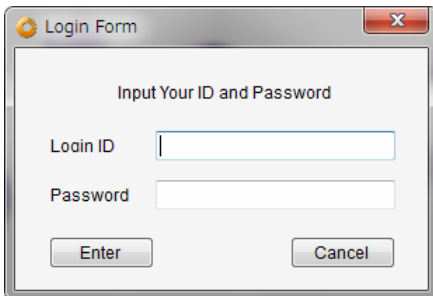 Login Form
Input Your ID and Password
Login ID
Password
Enter
Cancel